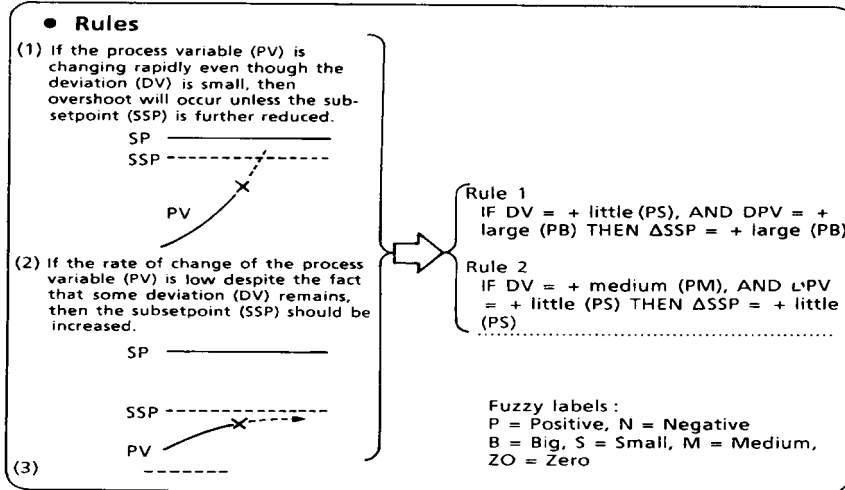 ● Rules
(1) If the process variable (PV) is
changing rapidly even though the
deviation (DV) is small, then
overshoot will occur unless the sub-
setpoint (SSP) is further reduced.
SP
SSP
PV
(2) If the rate of change of the process
variable (PV) is low despite the fact
that some deviation (DV) remains,
then the subsetpoint (SSP) should be
increased.
SP
SSP
PV
(3)
Rule 1
IF DV = + little (PS), AND DPV = +
large (PB) THEN ΔSSP = + large (PB)
Rule 2
IF DV = + medium (PM), AND DPV
= + little (PS) THEN ΔSSP = + little
(PS)
Fuzzy labels :
P = Positive, N = Negative
B = Big, S = Small, M = Medium,
ZO = Zero